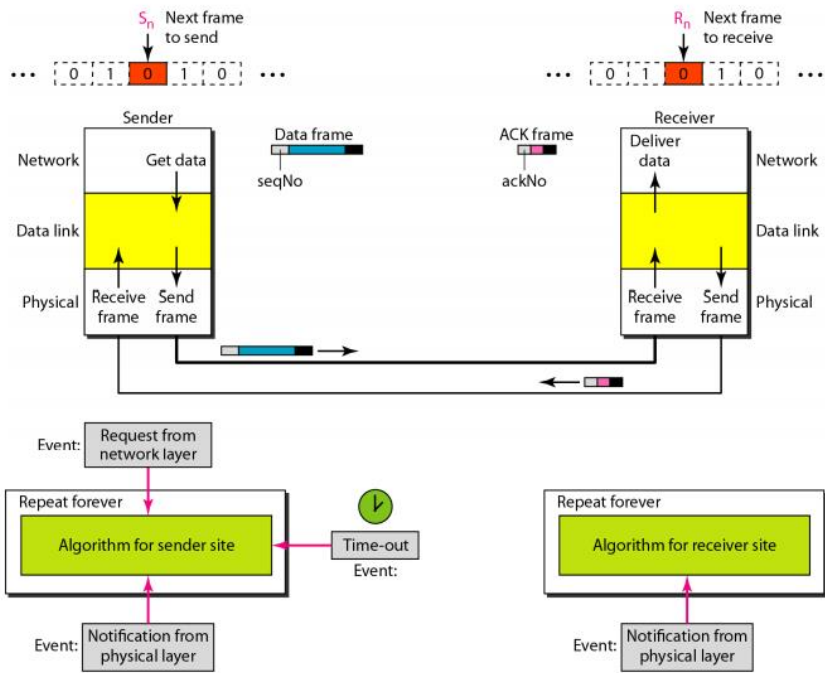 Sn Next frame
to send
Rn Next frame
to receive
••• 0 1 0 1 0 •••
••• 0 1 0 1 0 •••
Sender
Receiver
Data frame
ACK frame
seqNo
ackNo
Network
Get data
Deliver
data
Network
Data link
Data link
Physical
Receive
frame
Send
frame
Receive
frame
Send
frame
Physical
Event:
Request from
network layer
Repeat forever
Algorithm for sender site
Time-out
Event:
Event:
Notification from
physical layer
Repeat forever
Algorithm for receiver site
Event:
Notification from
physical layer